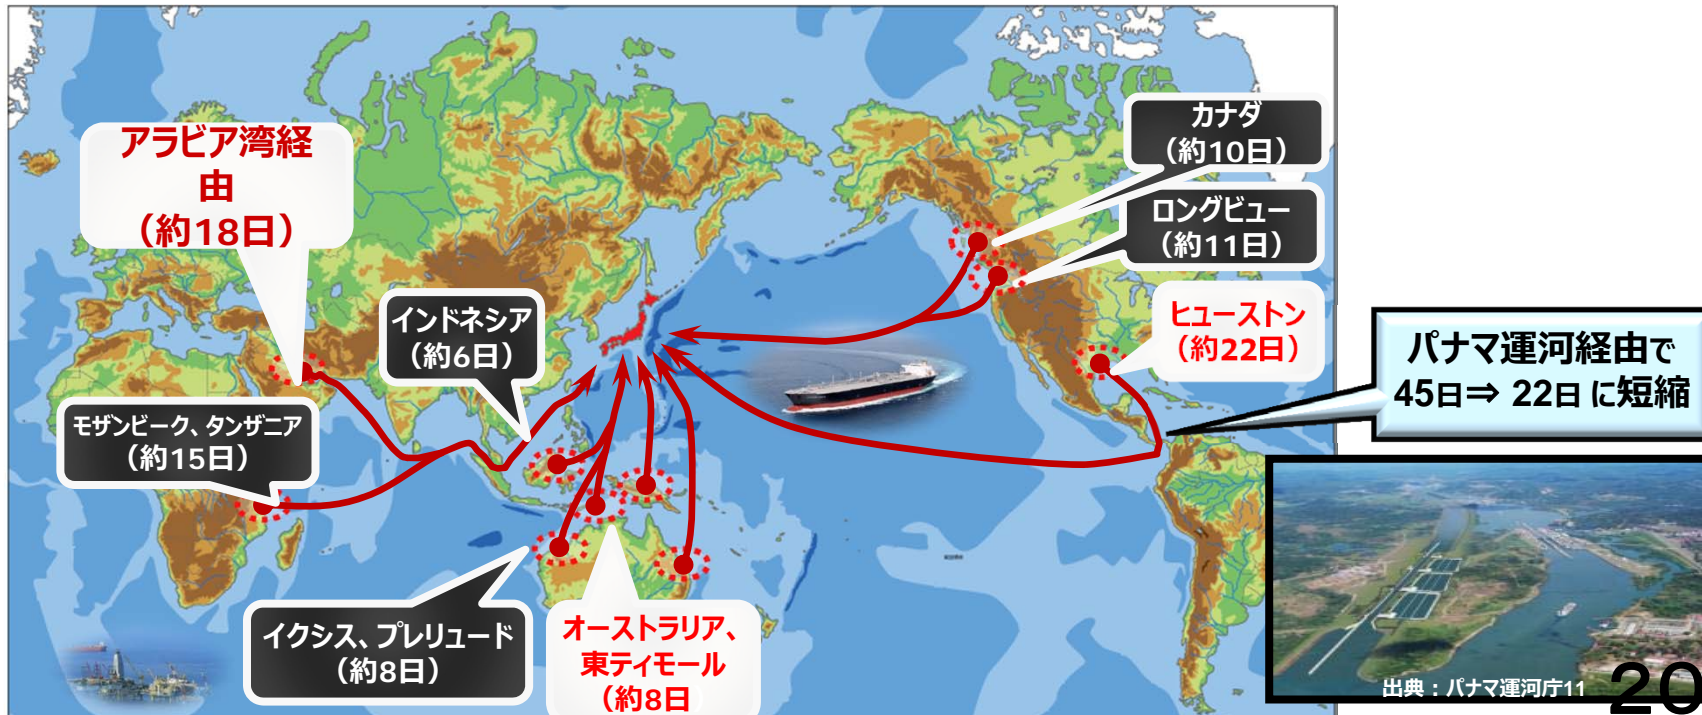 アラビア湾経
由
（約18日）
カナダ
（約10日）
ロングビュー
（約11日）
インドネシア
（約6日）
ヒューストン
（約22日）
パナマ運河経由で
45日⇒ 22日 に短縮
モザンビーク、タンザニア
（約15日）
イクシス、プレリュード
（約8日）
オーストラリア、
東ティモール
（約8日
出典：パナマ運河庁11
20